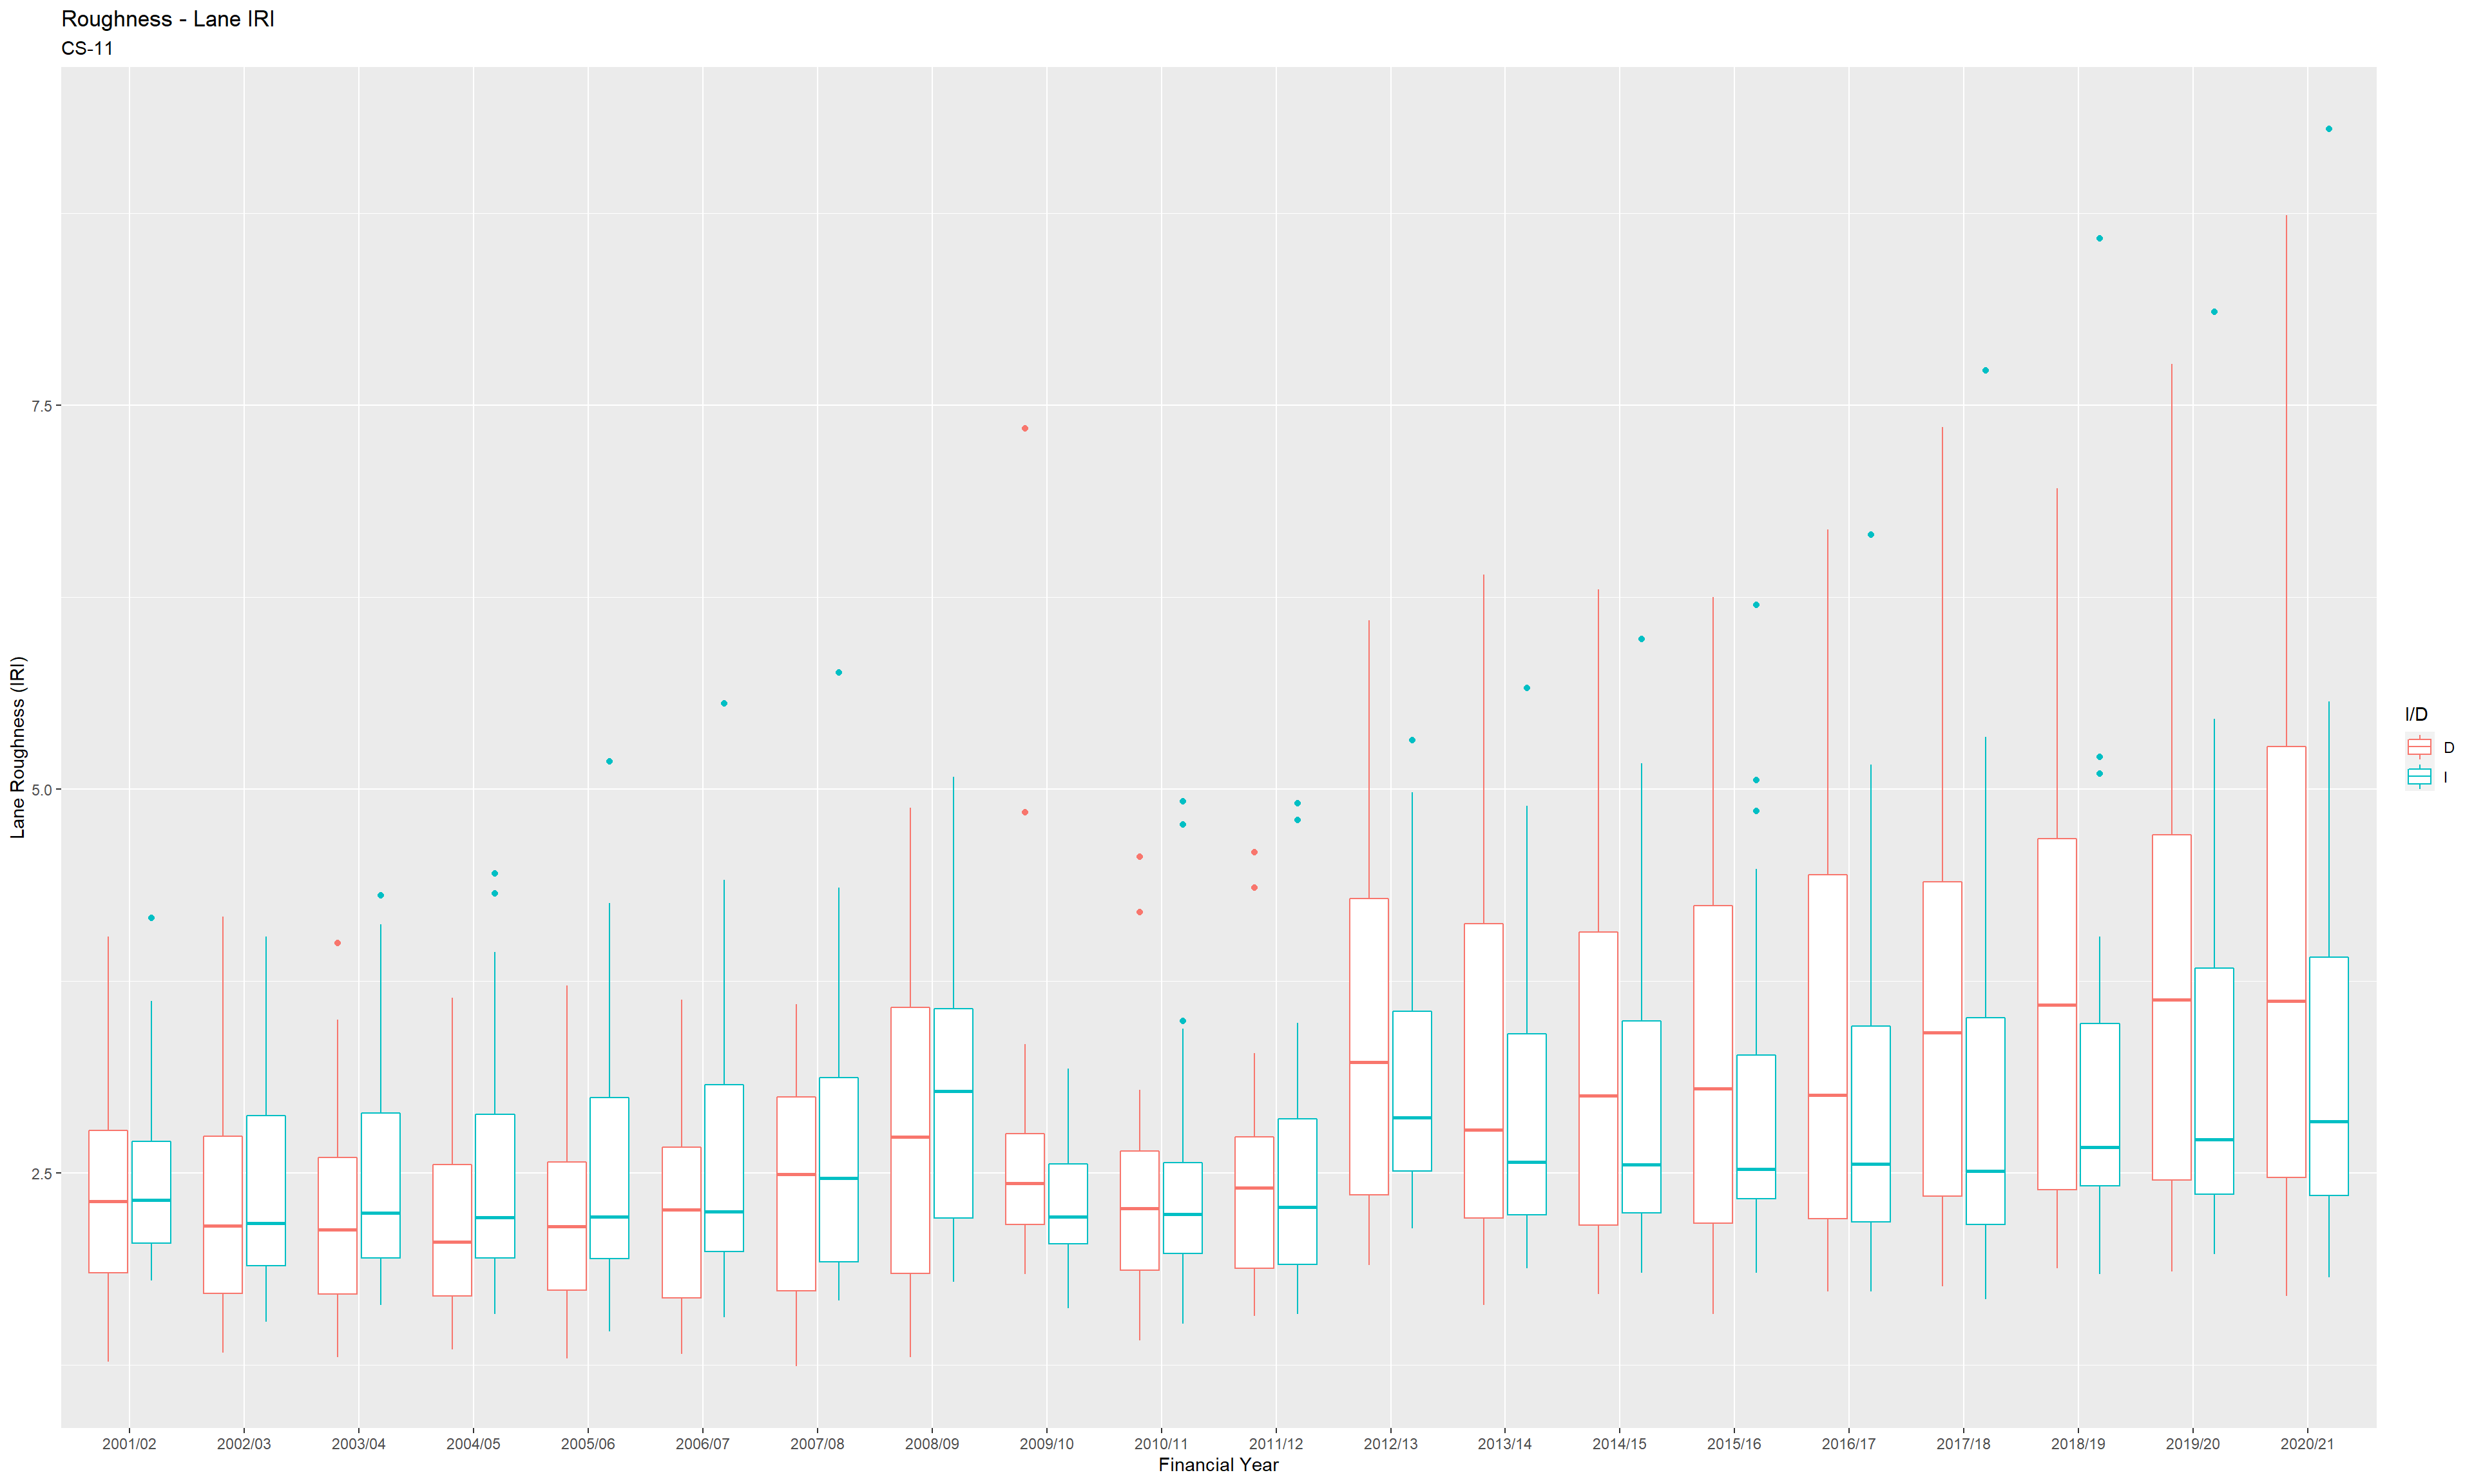 Roughness - Lane IRI
CS-11
Lane Roughness (IRI)
7.5
5.0
2.5
2001/02 2002/03 2003/04 2004/05 2005/06 2006/07 2007/08 2008/09 2009/10 2010/11 2011/12 2012/13 2013/14 2014/15 2015/16 2016/17 2017/18 2018/19 2019/20 2020/21
Financial Year
I/D
D
I